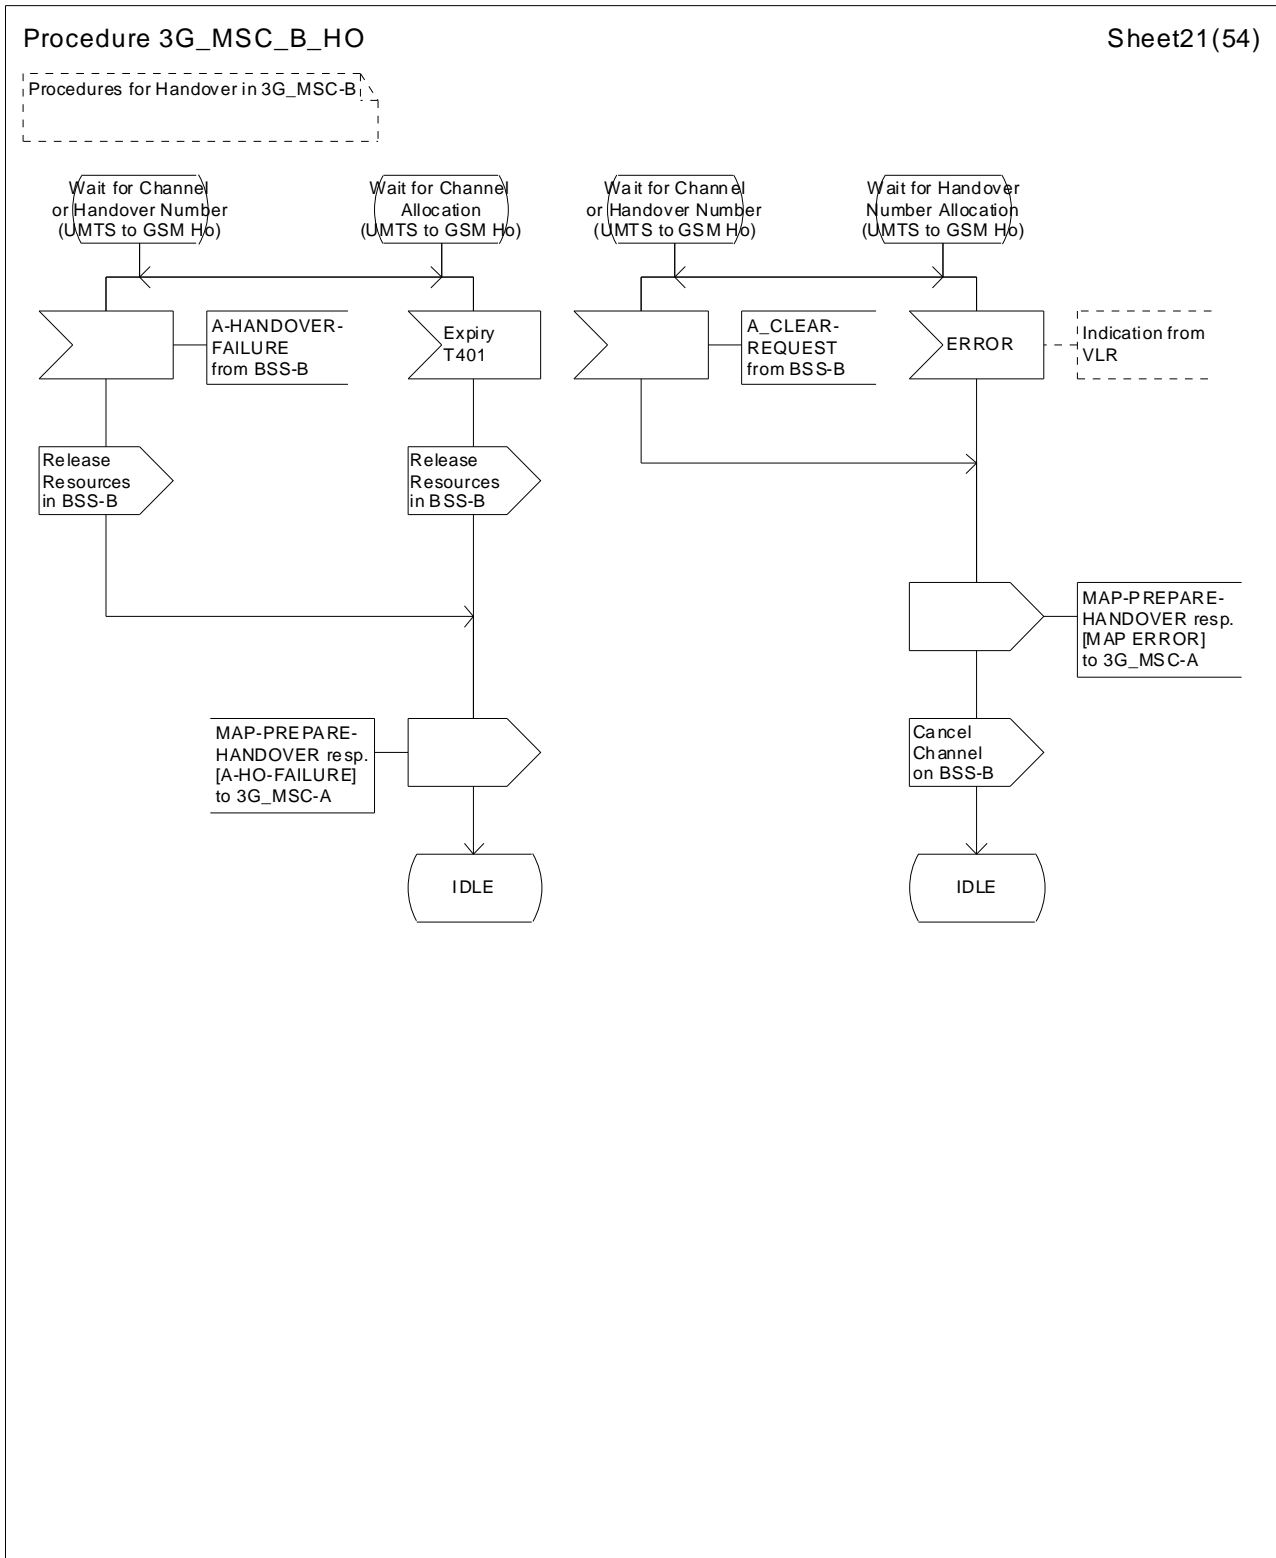 Procedure 3G_MSC_B_HO
Sheet21(54)
Procedures for Handover in 3G_MSC-B
Wait for Channel
or Handover Number
(UMTS to GSM Ho)
Wait for Channel
Allocation
(UMTS to GSM Ho)
Wait for Channel
or Handover Number
(UMTS to GSM Ho)
Wait for Handover
Number Allocation
(UMTS to GSM Ho)
A-HANDOVER-
FAILURE
from BSS-B
Expiry
T401
A_CLEAR-
REQUEST
from BSS-B
ERROR
Indication from
VLR
Release
Resources
in BSS-B
Release
Resources
in BSS-B
MAP-PREPARE-
HANDOVER resp.
[MAP ERROR]
to 3G_MSC-A
MAP-PREPARE-
HANDOVER resp.
[A-HO-FAILURE]
to 3G_MSC-A
Cancel
Channel
on BSS-B
IDLE
IDLE